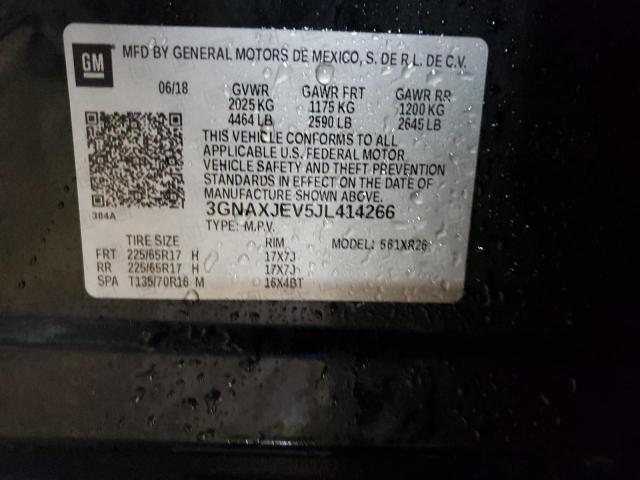 GM
MFD BY GENERAL MOTORS DE MEXICO, S. DE R.L. DE C.V.
06/18 GVWR GAWR FRT GAWR RR
2025 KG 1175 KG 1200 KG
4464 LB 2590 LB 2645 LB
THIS VEHICLE CONFORMS TO ALL
APPLICABLE U.S. FEDERAL MOTOR
VEHICLE SAFETY AND THEFT PREVENTION
STANDARDS IN EFFECT ON THE DATE OF
MANUFACTURE SHOWN ABOVE.
384A
3GNAXJEV5JL414266
TYPE: M.P.V.
TIRE SIZE RIM MODEL: 561XR26
FRT 225/65R17 H 17X7J
RR 225/65R17 H 17X7J
SPA T135/70R16 M 16X4BT